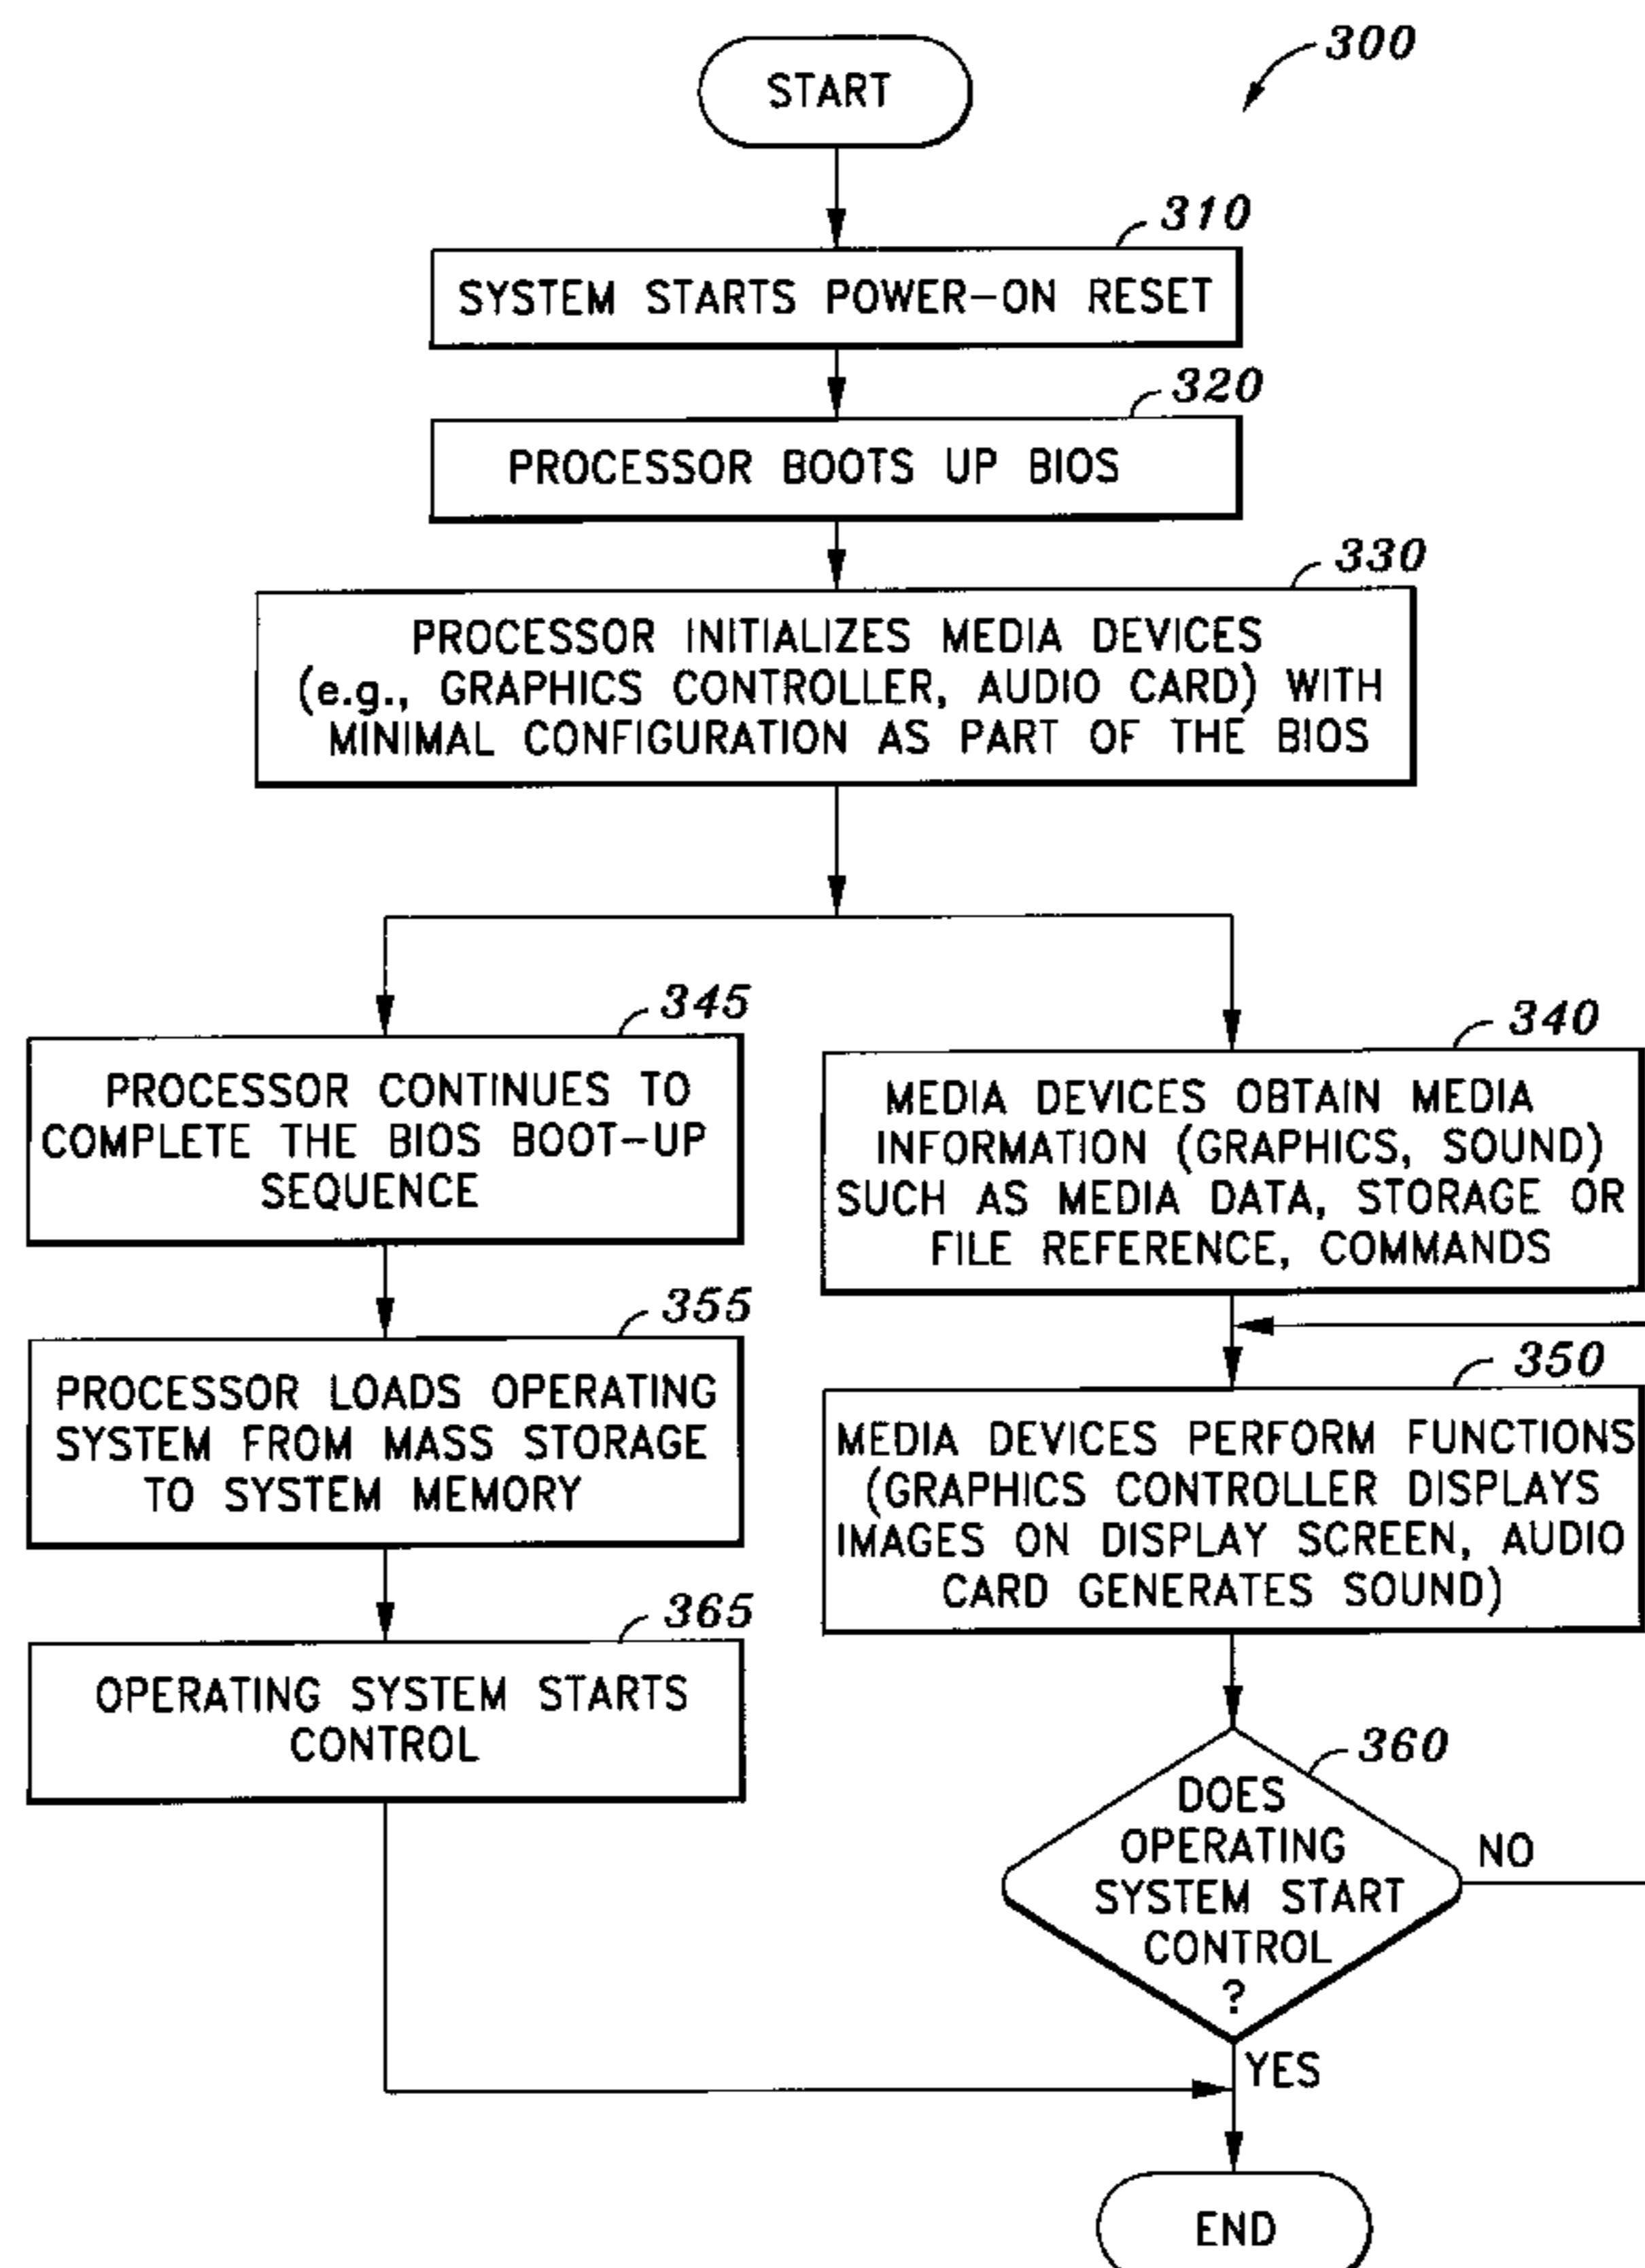 300
START
310
SYSTEM STARTS POWER-ON RESET
320
PROCESSOR BOOTS UP BIOS
330
PROCESSOR INITIALIZES MEDIA DEVICES
(e.g., GRAPHICS CONTROLLER, AUDIO CARD) WITH
MINIMAL CONFIGURATION AS PART OF THE BIOS
345
PROCESSOR CONTINUES TO
COMPLETE THE BIOS BOOT-UP
SEQUENCE
340
MEDIA DEVICES OBTAIN MEDIA
INFORMATION (GRAPHICS, SOUND)
SUCH AS MEDIA DATA, STORAGE OR
FILE REFERENCE, COMMANDS
355
PROCESSOR LOADS OPERATING
SYSTEM FROM MASS STORAGE
TO SYSTEM MEMORY
350
MEDIA DEVICES PERFORM FUNCTIONS
(GRAPHICS CONTROLLER DISPLAYS
IMAGES ON DISPLAY SCREEN, AUDIO
CARD GENERATES SOUND)
365
OPERATING SYSTEM STARTS
CONTROL
360
DOES
OPERATING
SYSTEM START
CONTROL
?
NO
YES
END